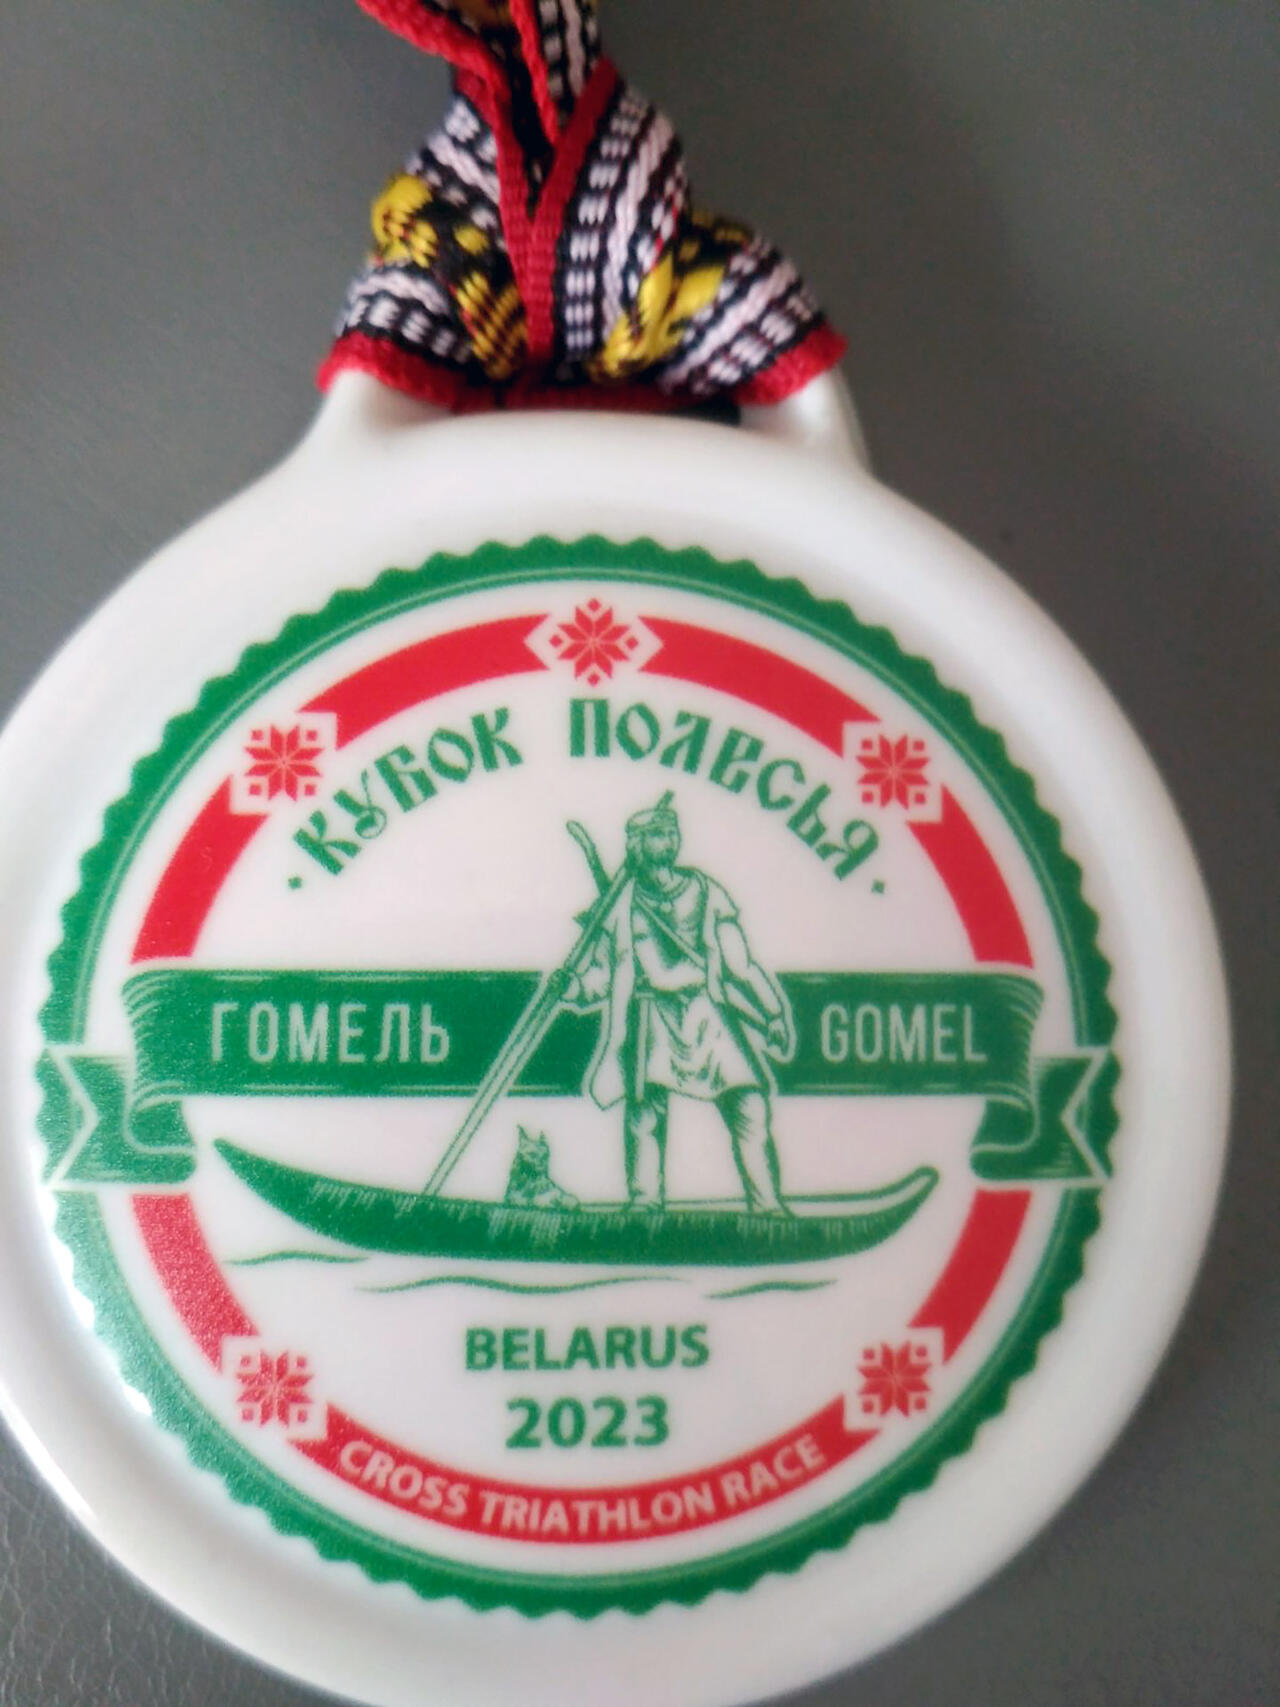 · КУБОК ПОЛЕСЬЯ ·
ГОМЕЛЬ GOMEL
BELARUS
2023
CROSS TRIATHLON RACE